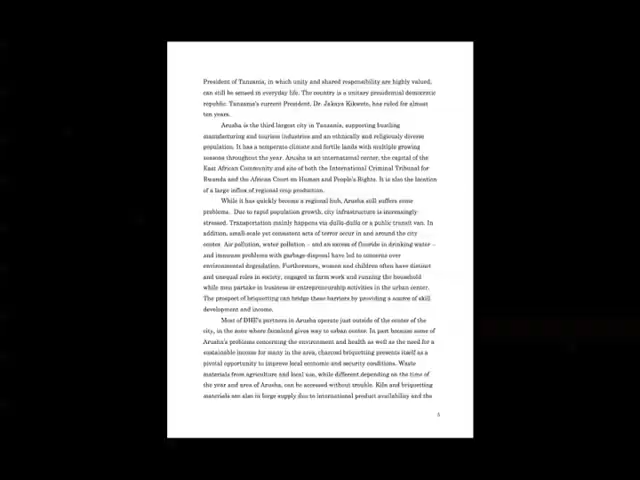 President of Tanzania, in which unity and shared responsibility are highly valued,
can still be sensed in everyday life. The country is a unitary presidential democratic
republic. Tanzania's current President, Dr. Jakaya Kikwete, has ruled for almost
ten years.
Arusha is the third largest city in Tanzania, supporting bustling
manufacturing and tourism industries and an ethnically and religiously diverse
population. It has a temperate climate and fertile lands with multiple growing
seasons throughout the year. Arusha is an international center, the capital of the
East African Community and site of both the International Criminal Tribunal for
Rwanda and the African Court on Human and People's Rights. It is also the location
of a large influx of regional crop production.
While it has quickly become a regional hub, Arusha still suffers some
problems. Due to rapid population growth, city infrastructure is increasingly
stressed. Transportation mainly happens via dalla-dalla or a public transit van. In
addition, small-scale yet consistent acts of terror occur in and around the city
center. Air pollution, water pollution – and an excess of fluoride in drinking water –
and immense problems with garbage disposal have led to concerns over
environmental degradation. Furthermore, women and children often have distinct
and unequal roles in society, engaged in farm work and running the household
while men partake in business or entrepreneurship activities in the urban center.
The prospect of briquetting can bridge these barriers by providing a source of skill
development and income.
Most of DHE's partners in Arusha operate just outside of the center of the
city, in the zone where farmland gives way to urban center. In part because some of
Arusha's problems concerning the environment and health as well as the need for a
sustainable income for many in the area, charcoal briquetting presents itself as a
pivotal opportunity to improve local economic and security conditions. Waste
materials from agriculture and local use, while different depending on the time of
the year and area of Arusha, can be accessed without trouble. Kiln and briquetting
materials are also in large supply due to international product availability and the
5